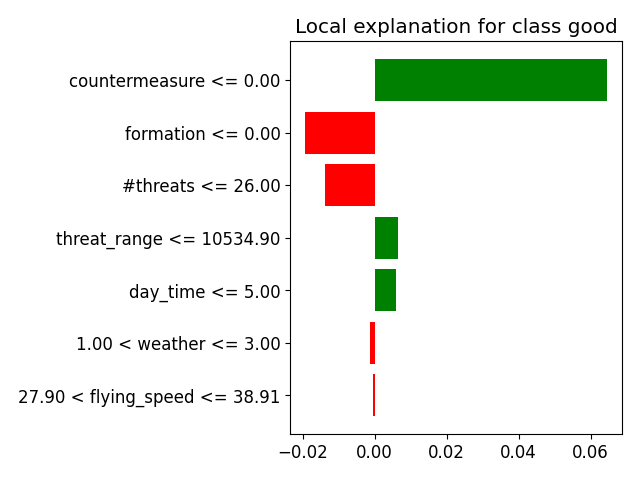 Local explanation for class good
countermeasure <= 0.00
formation <= 0.00
#threats <= 26.00
threat_range <= 10534.90
day_time <= 5.00
1.00 < weather <= 3.00
27.90 < flying_speed <= 38.91
−0.02 0.00 0.02 0.04 0.06